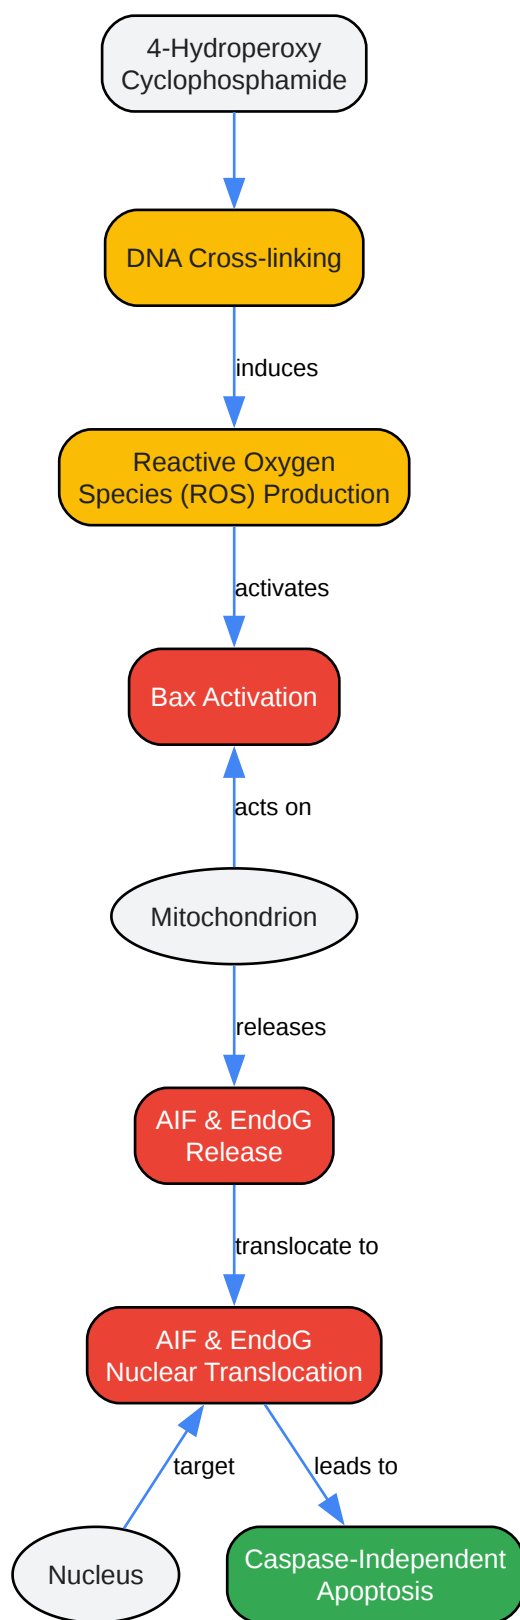 4-Hydroperoxy
Cyclophosphamide
DNA Cross-linking
induces
Reactive Oxygen
Species (ROS) Production
activates
Bax Activation
acts on
Mitochondrion
releases
AIF & EndoG
Release
translocate to
AIF & EndoG
Nuclear Translocation
target
leads to
Nucleus
Caspase-Independent
Apoptosis